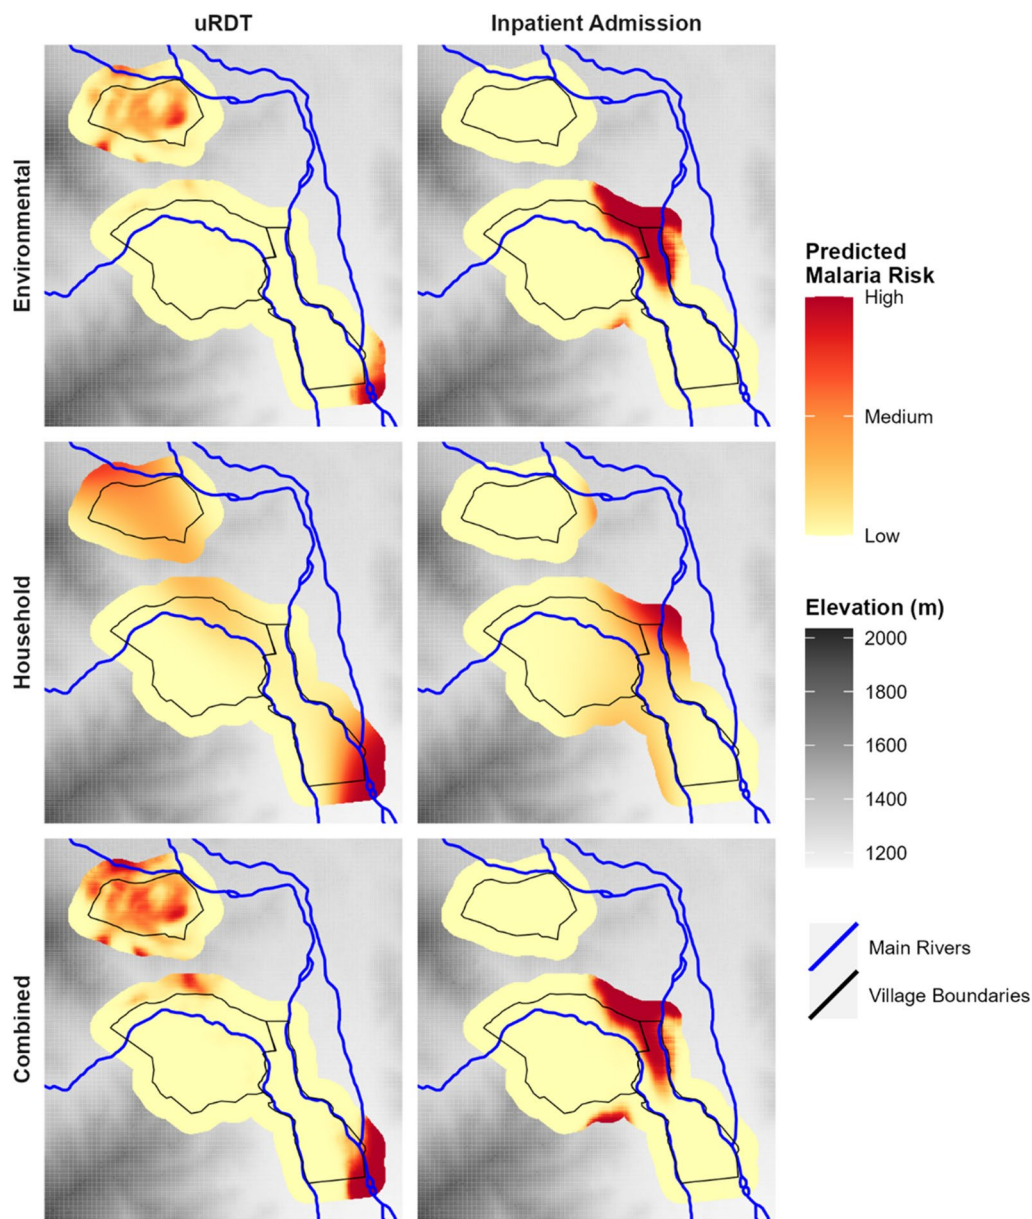 uRDT
Inpatient Admission
Environmental
Household
Combined
Predicted
Malaria Risk
High
Medium
Low
Elevation (m)
2000
1800
1600
1400
1200
Main Rivers
Village Boundaries